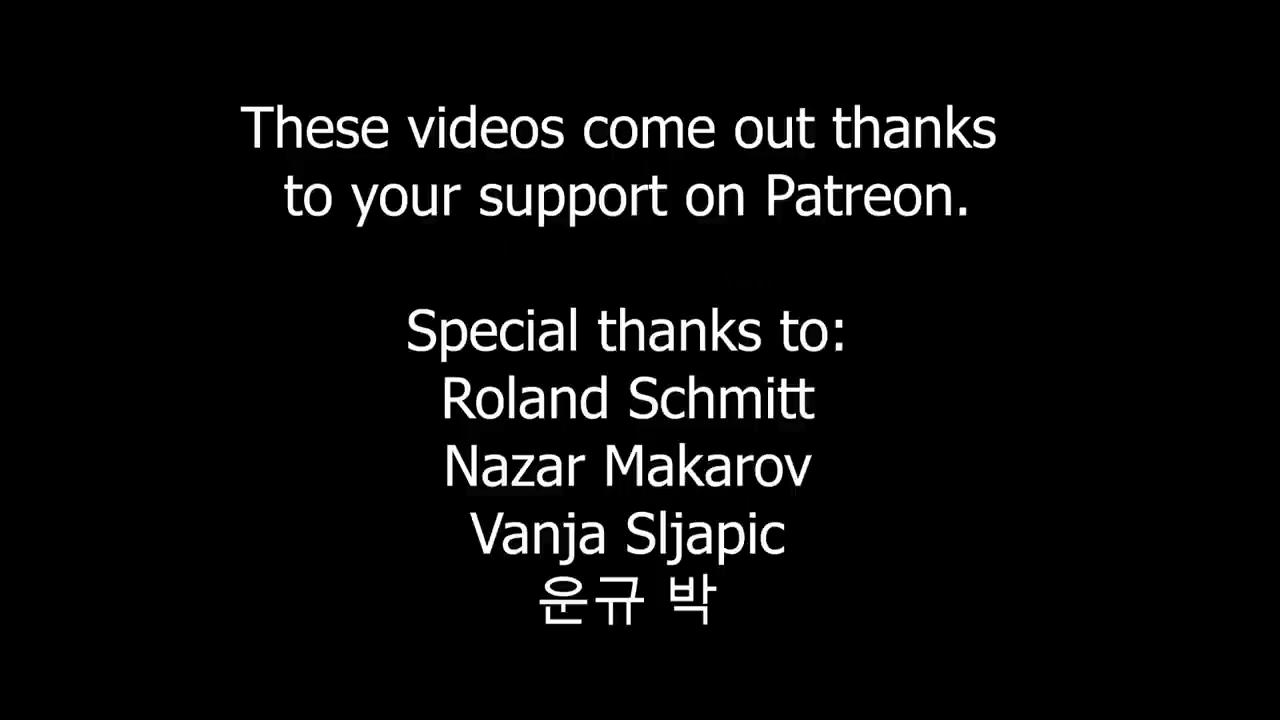 These videos come out thanks
to your support on Patreon.
Special thanks to:
Roland Schmitt
Nazar Makarov
Vanja Sljapic
운규 박